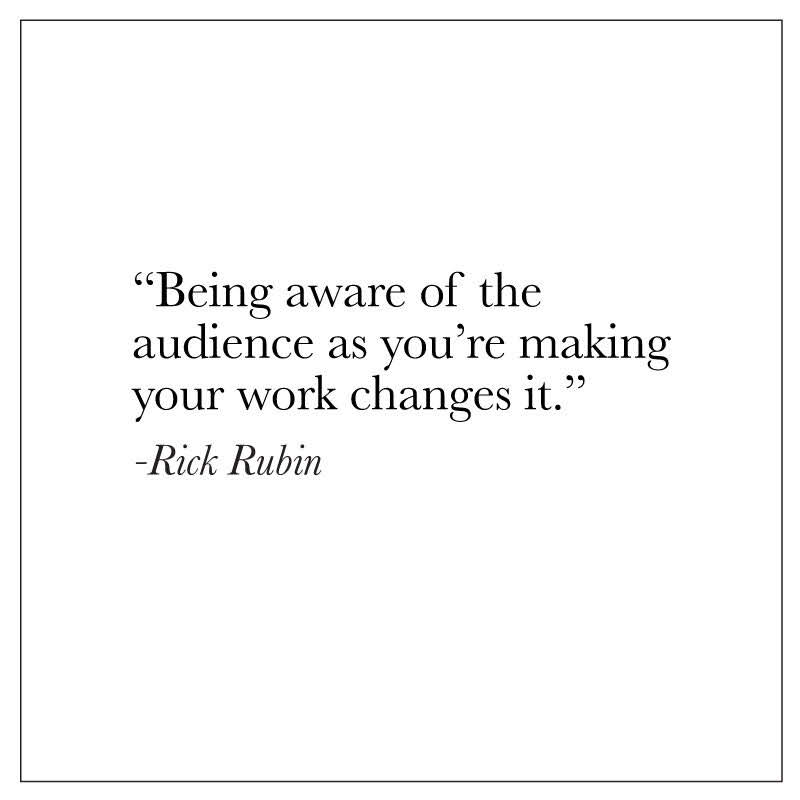 “Being aware of the
audience as you’re making
your work changes it.”
-Rick Rubin